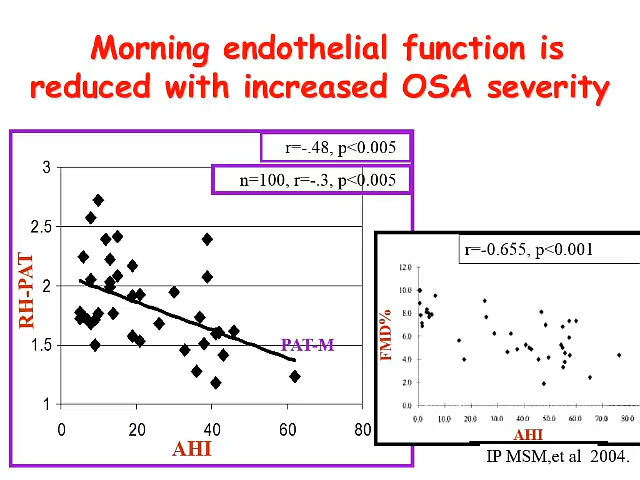 Morning endothelial function is
reduced with increased OSA severity
r=-.48, p<0.005
n=100, r=-.3, p<0.005
3
2.5
2
1.5
1
RH-PAT
PAT-M
0
20
40
60
80
AHI
r=-0.655, p<0.001
12.0
10.0
8.0
6.0
4.0
2.0
0.0
FMD%
0.0
10.0
20.0
30.0
40.0
50.0
60.0
70.0
80.0
AHI
IP MSM,et al  2004.